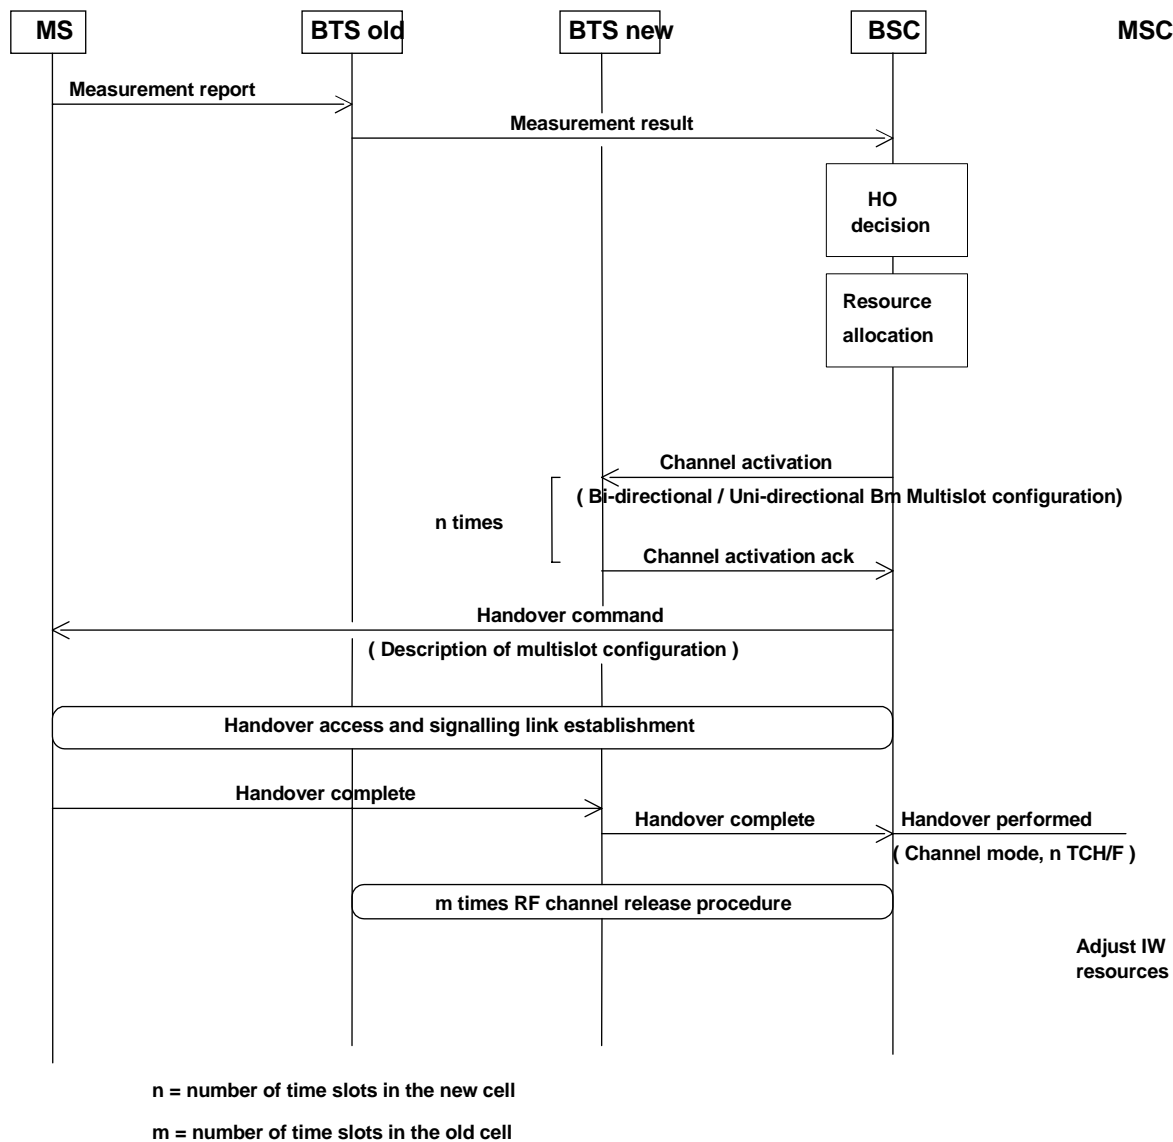 MS
BTS old
BTS new
BSC
MSC
Measurement report
Measurement result
HO
decision
Resource
allocation
Channel activation
( Bi-directional / Uni-directional Bm Multislot configuration)
n times
Channel activation ack
Handover command
( Description of multislot configuration )
Handover access and signalling link establishment
Handover complete
Handover complete
Handover performed
( Channel mode, n TCH/F )
m times RF channel release procedure
Adjust IW
resources
n = number of time slots in the new cell
m = number of time slots in the old cell